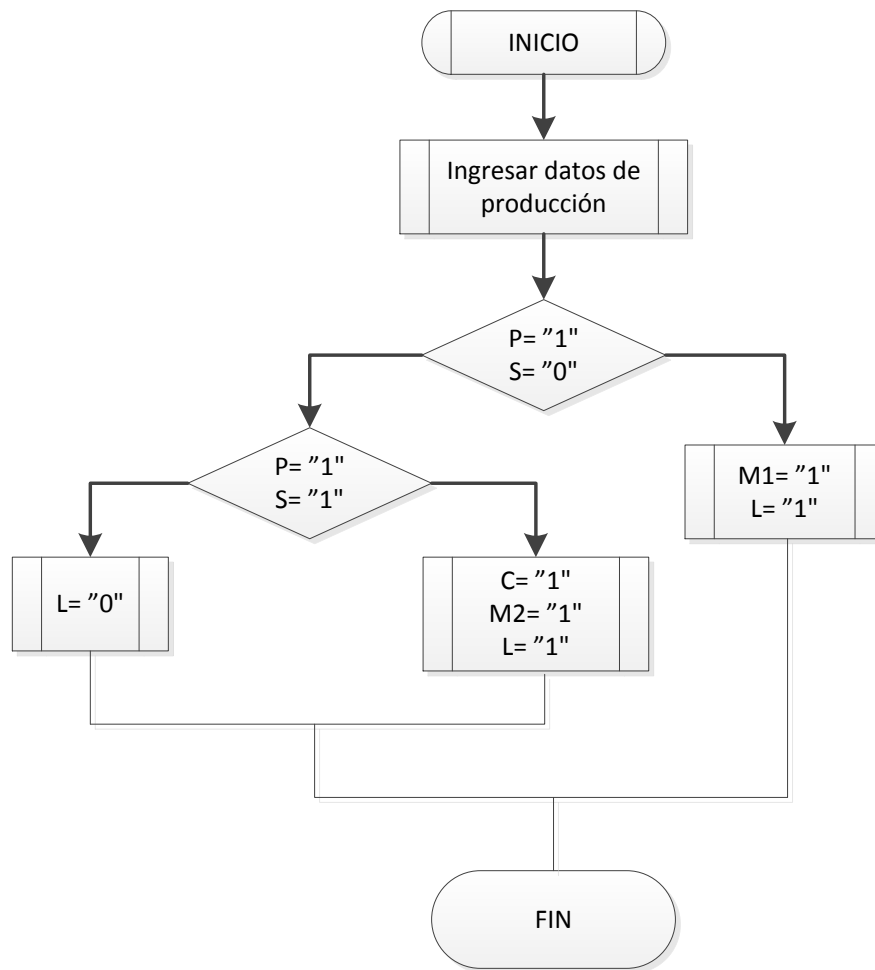 INICIO
Ingresar datos de
producción
P= ”1"
S= ”0"
P= ”1"
S= ”1"
M1= ”1"
L= ”1"
L= ”0"
C= ”1"
M2= ”1"
L= ”1"
FIN